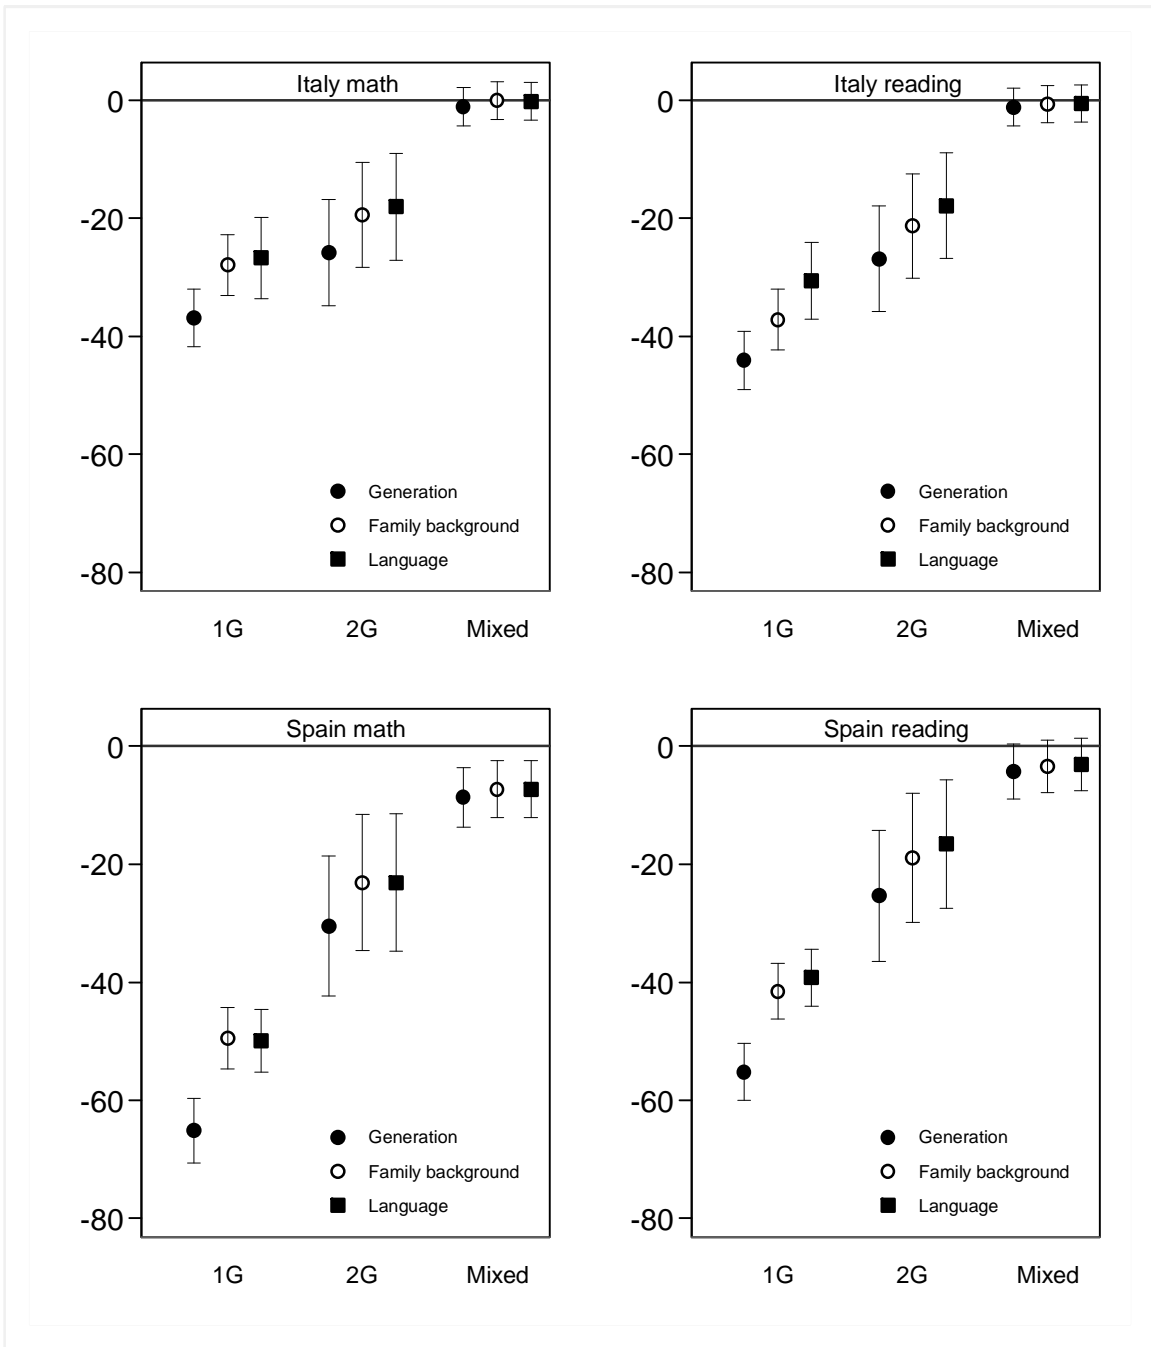 Italy math
0
-20
-40
-60
-80
Generation
Family background
Language
1G 2G Mixed
Italy reading
0
-20
-40
-60
-80
Generation
Family background
Language
1G 2G Mixed
Spain math
0
-20
-40
-60
-80
Generation
Family background
Language
1G 2G Mixed
Spain reading
0
-20
-40
-60
-80
Generation
Family background
Language
1G 2G Mixed